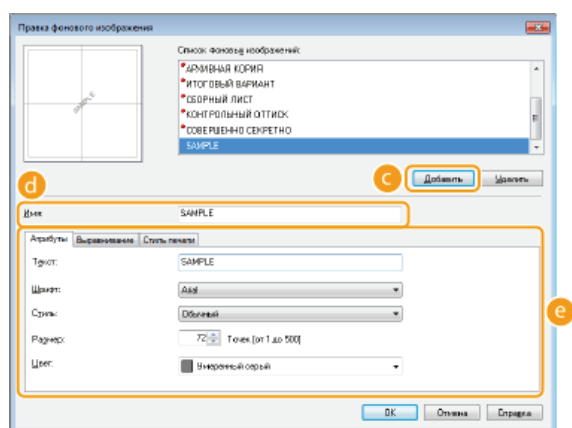 Правка фонового изображения
Список фоновых изображений:
SAMPLE
*АРХИВНАЯ КОПИЯ
*ИТОГОВЫЙ ВАРИАНТ
*СБОРНЫЙ ЛИСТ
*КОНТРОЛЬНЫЙ ОТТИСК
*СОВЕРШЕННО СЕКРЕТНО
SAMPLE
c
Добавить
Удалить
d
Имя:
SAMPLE
Атрибуты
Выравнивание
Стиль печати
Текст:
SAMPLE
Шрифт:
Arial
e
Стиль:
Обычный
Размер:
72
Точек [от 1 до 500]
Цвет:
Умеренный серый
OK
Отмена
Справка